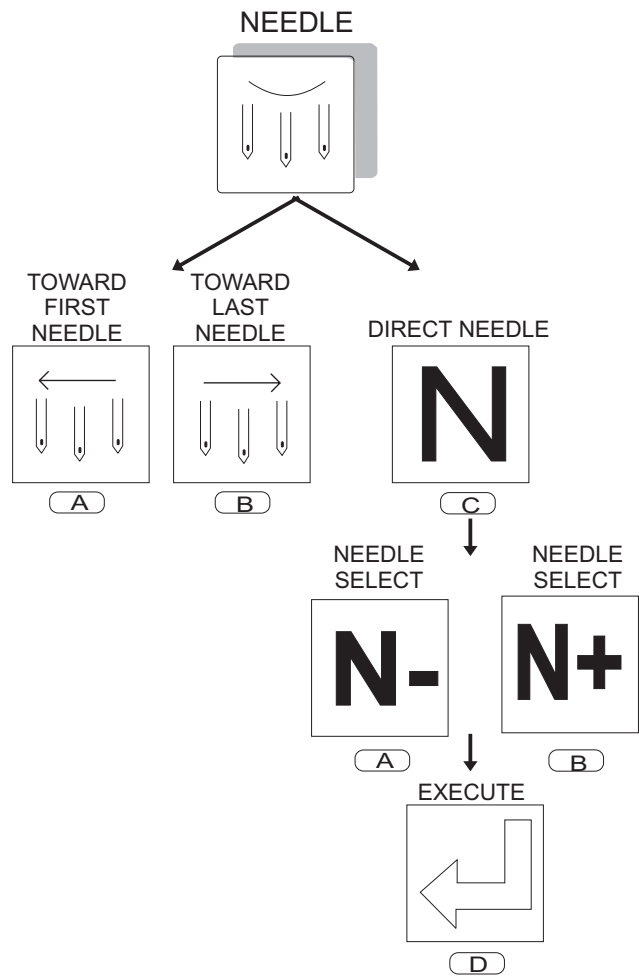 NEEDLE
TOWARD
FIRST
NEEDLE
TOWARD
LAST
NEEDLE
DIRECT NEEDLE
N
A
B
C
NEEDLE
SELECT
NEEDLE
SELECT
N-
N+
A
B
EXECUTE
D